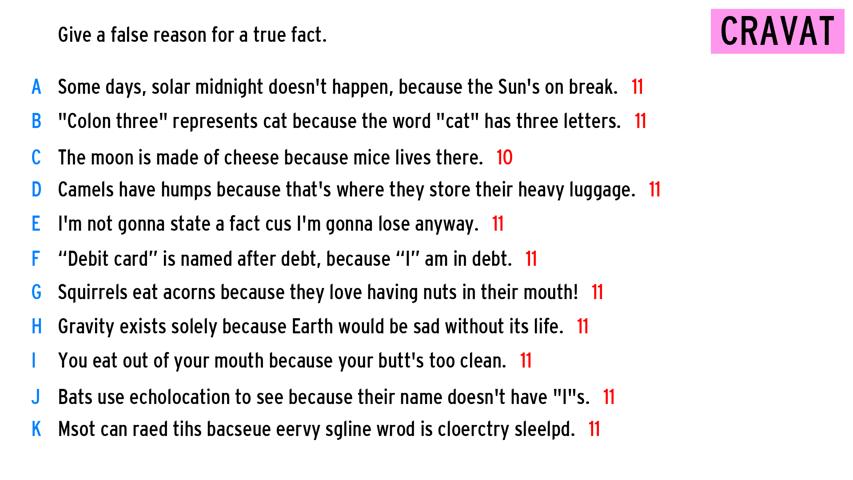 Give a false reason for a true fact.
CRAVAT
A Some days, solar midnight doesn't happen, because the Sun's on break. 11
B "Colon three" represents cat because the word "cat" has three letters. 11
C The moon is made of cheese because mice lives there. 10
D Camels have humps because that's where they store their heavy luggage. 11
E I'm not gonna state a fact cus I'm gonna lose anyway. 11
F “Debit card” is named after debt, because “I” am in debt. 11
G Squirrels eat acorns because they love having nuts in their mouth! 11
H Gravity exists solely because Earth would be sad without its life. 11
I You eat out of your mouth because your butt's too clean. 11
J Bats use echolocation to see because their name doesn't have "I"s. 11
K Msot can raed tihs bacseue eervy sgline wrod is cloerctry sleelpd. 11